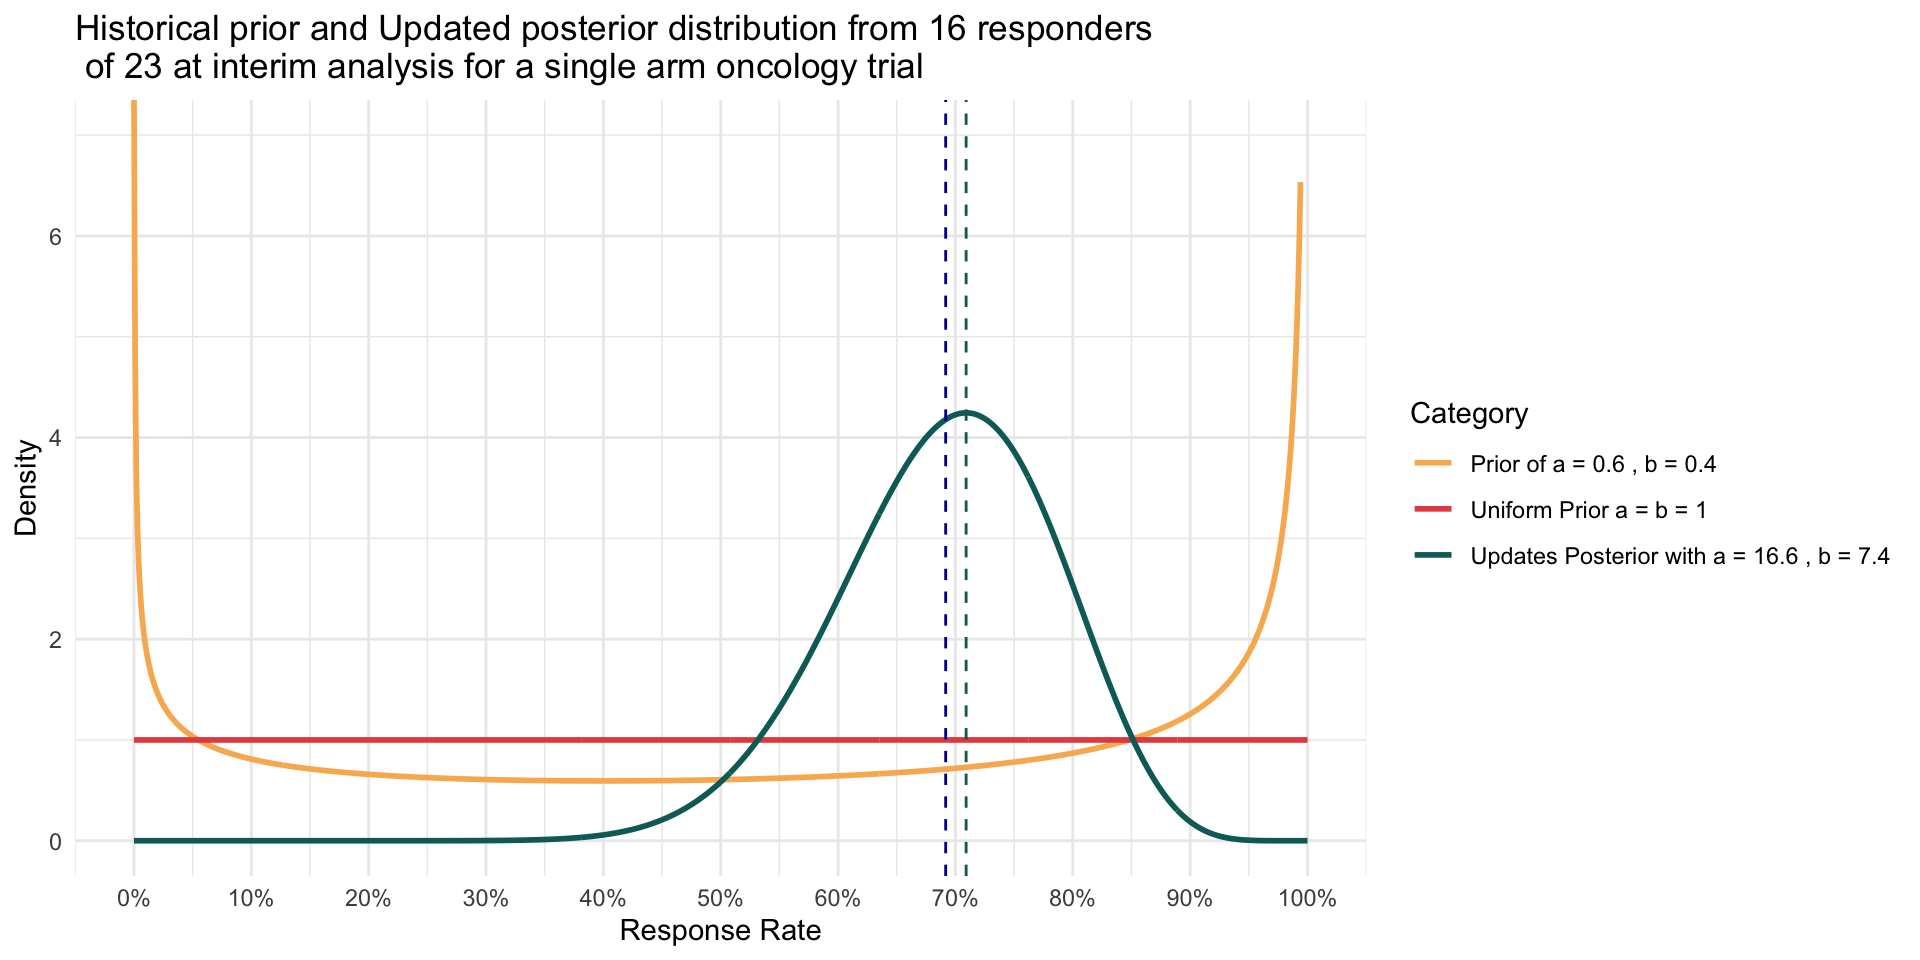 Historical prior and Updated posterior distribution from 16 responders
of 23 at interim analysis for a single arm oncology trial
6
4
2
0
Density
0% 10% 20% 30% 40% 50% 60% 70% 80% 90% 100%
Response Rate
Category
Prior of a = 0.6 , b = 0.4
Uniform Prior a = b = 1
Updates Posterior with a = 16.6 , b = 7.4